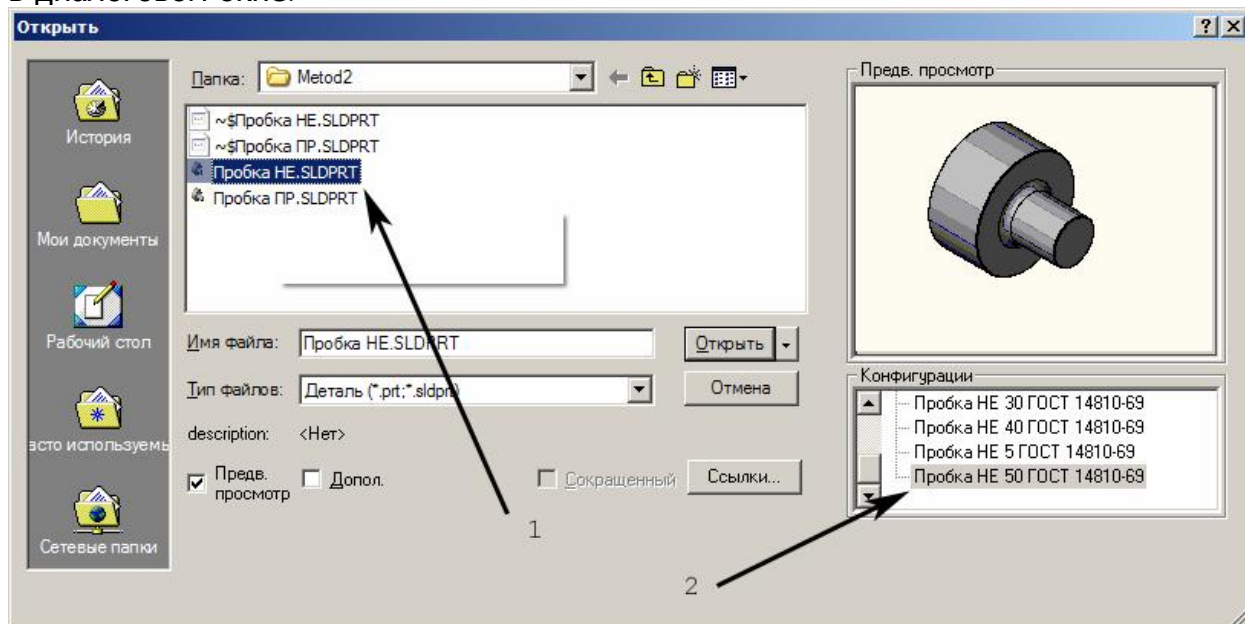 в диалоговом окне:
Открыть
История
Мои документы
Рабочий стол
асто используемы
Сетевые папки
Папка: Metod2
~$Пробка НЕ.SLDPRT
~$Пробка ПР.SLDPRT
Пробка НЕ.SLDPRT
Пробка ПР.SLDPRT
Имя файла: Пробка НЕ.SLDPRT
Открыть
Тип файлов: Деталь (*.prt;*.sldprt)
Отмена
description: <Нет>
Предв. просмотр
Допол.
Сокращенный
Ссылки...
1
Предв. просмотр
Конфигурации
Пробка НЕ 30 ГОСТ 14810-69
Пробка НЕ 40 ГОСТ 14810-69
Пробка НЕ 5 ГОСТ 14810-69
Пробка НЕ 50 ГОСТ 14810-69
2